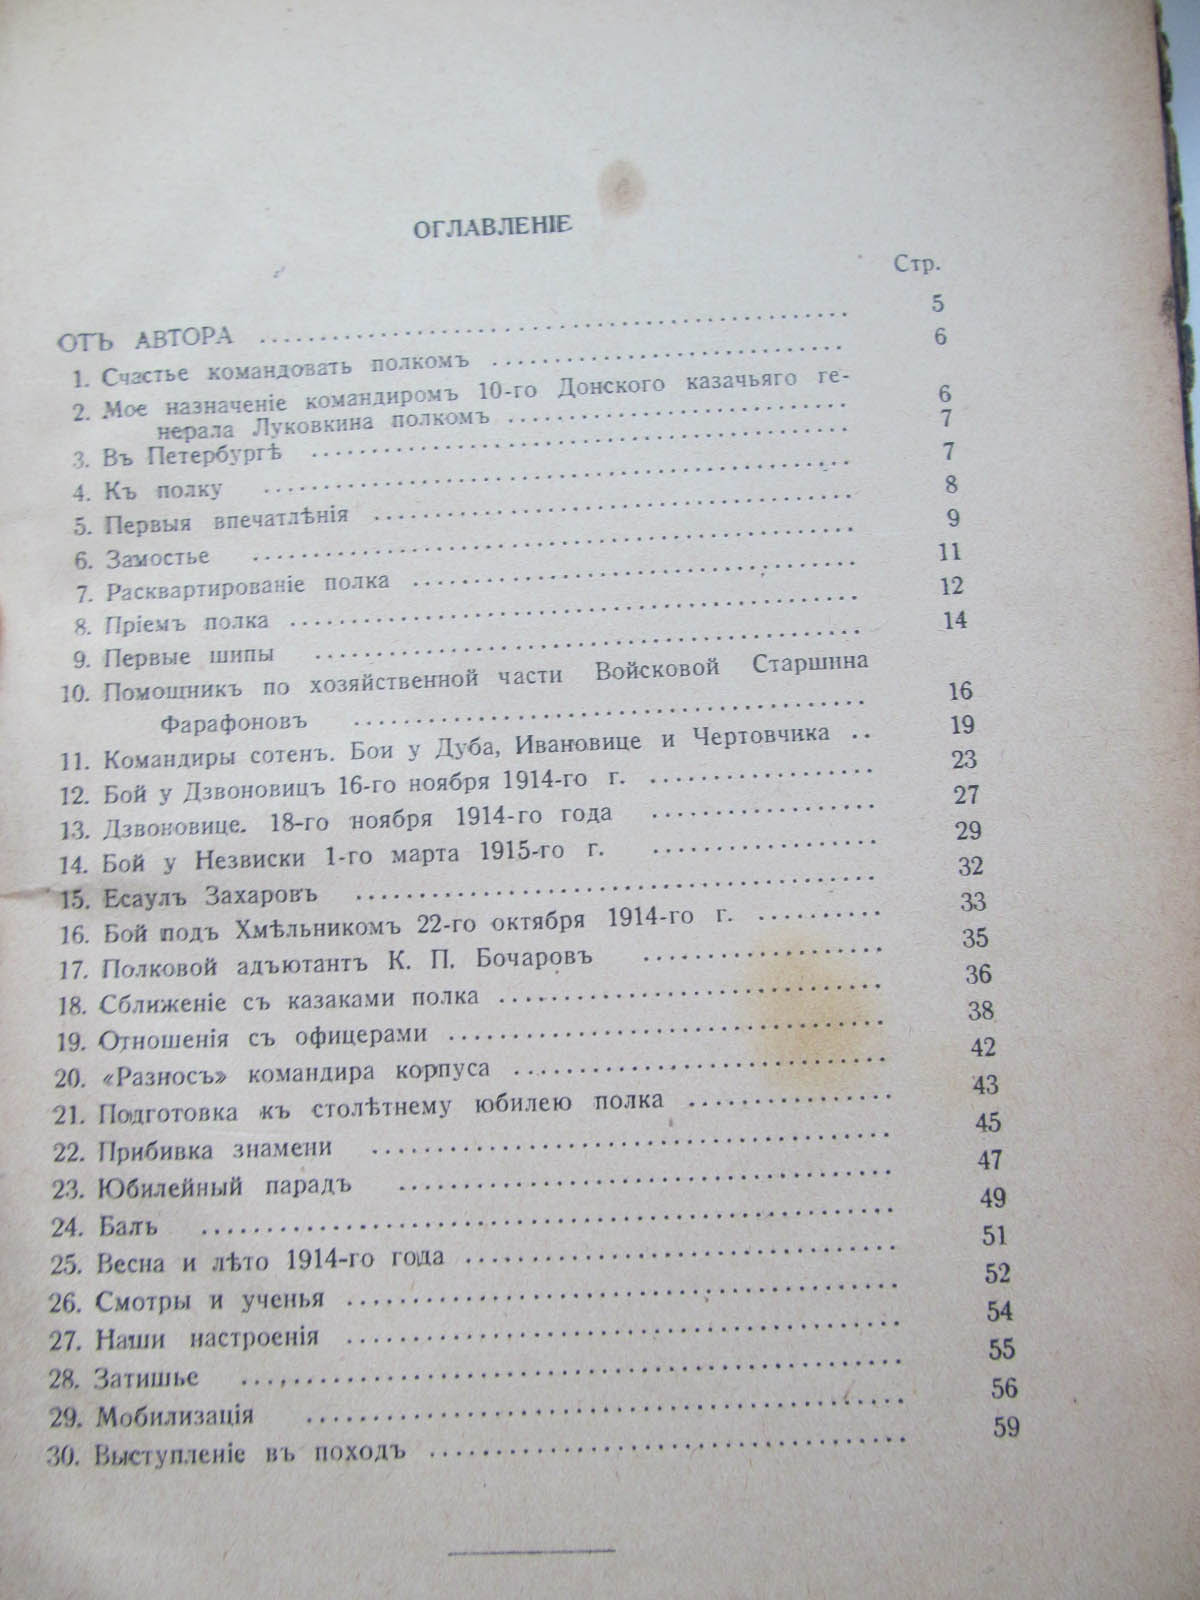 ОГЛАВЛЕНІЕ
Стр.
ОТЪ АВТОРА ........ 5
1. Счастье командовать полкомъ ........ 6
2. Мое назначеніе командиромъ 10-го Донского казачьяго ге-
нерала Луковкина полкомъ ........ 6
3. Въ Петербургѣ ........ 7
4. Къ полку ........ 7
5. Первыя впечатлѣнія ........ 8
6. Замостье ........ 9
7. Расквартированіе полка ........ 11
8. Пріемъ полка ........ 12
9. Первые шипы ........ 14
10. Помощникъ по хозяйственной части Войсковой Старшина
Фарафоновъ ........ 16
11. Командиры сотенъ. Бои у Дуба, Ивановице и Чертовчика .. 19
12. Бой у Дзвоновицъ 16-го ноября 1914-го г. ........ 23
13. Дзвоновице. 18-го ноября 1914-го года ........ 27
14. Бой у Незвиски 1-го марта 1915-го г. ........ 29
15. Есаулъ Захаровъ ........ 32
16. Бой подъ Хмѣльникомъ 22-го октября 1914-го г. ........ 33
17. Полковой адъютантъ К. П. Бочаровъ ........ 35
18. Сближеніе съ казаками полка ........ 36
19. Отношенія съ офицерами ........ 38
20. «Разносъ» командира корпуса ........ 42
21. Подготовка къ столѣтнему юбилею полка ........ 43
22. Прибивка знамени ........ 45
23. Юбилейный парадъ ........ 47
24. Балъ ........ 49
25. Весна и лѣто 1914-го года ........ 51
26. Смотры и ученья ........ 52
27. Наши настроенія ........ 54
28. Затишье ........ 55
29. Мобилизація ........ 56
30. Выступленіе въ походъ ........ 59